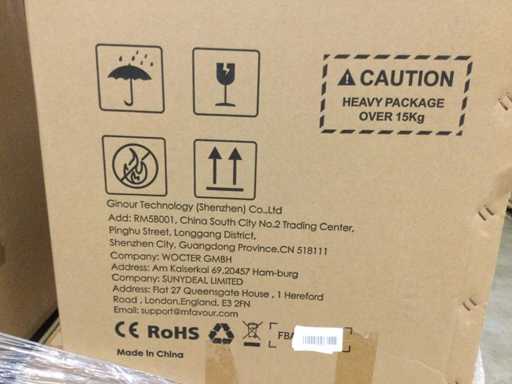 CAUTION
HEAVY PACKAGE
OVER 15Kg
Ginour Technology (Shenzhen) Co.,Ltd
Add: RM5B001, China South City No.2 Trading Center,
Pinghu Street, Longgang District,
Shenzhen City, Guangdong Province.CN 518111
Company: WOCTER GMBH
Address: Am Kaiserkai 69,20457 Ham-burg
Company: SUNYDEAL LIMITED
Address: Flat 27 Queensgate House , 1 Hereford
Road , London,England, E3 2FN
Email: support@mfavour.com
CE RoHS
FBA
Made In China